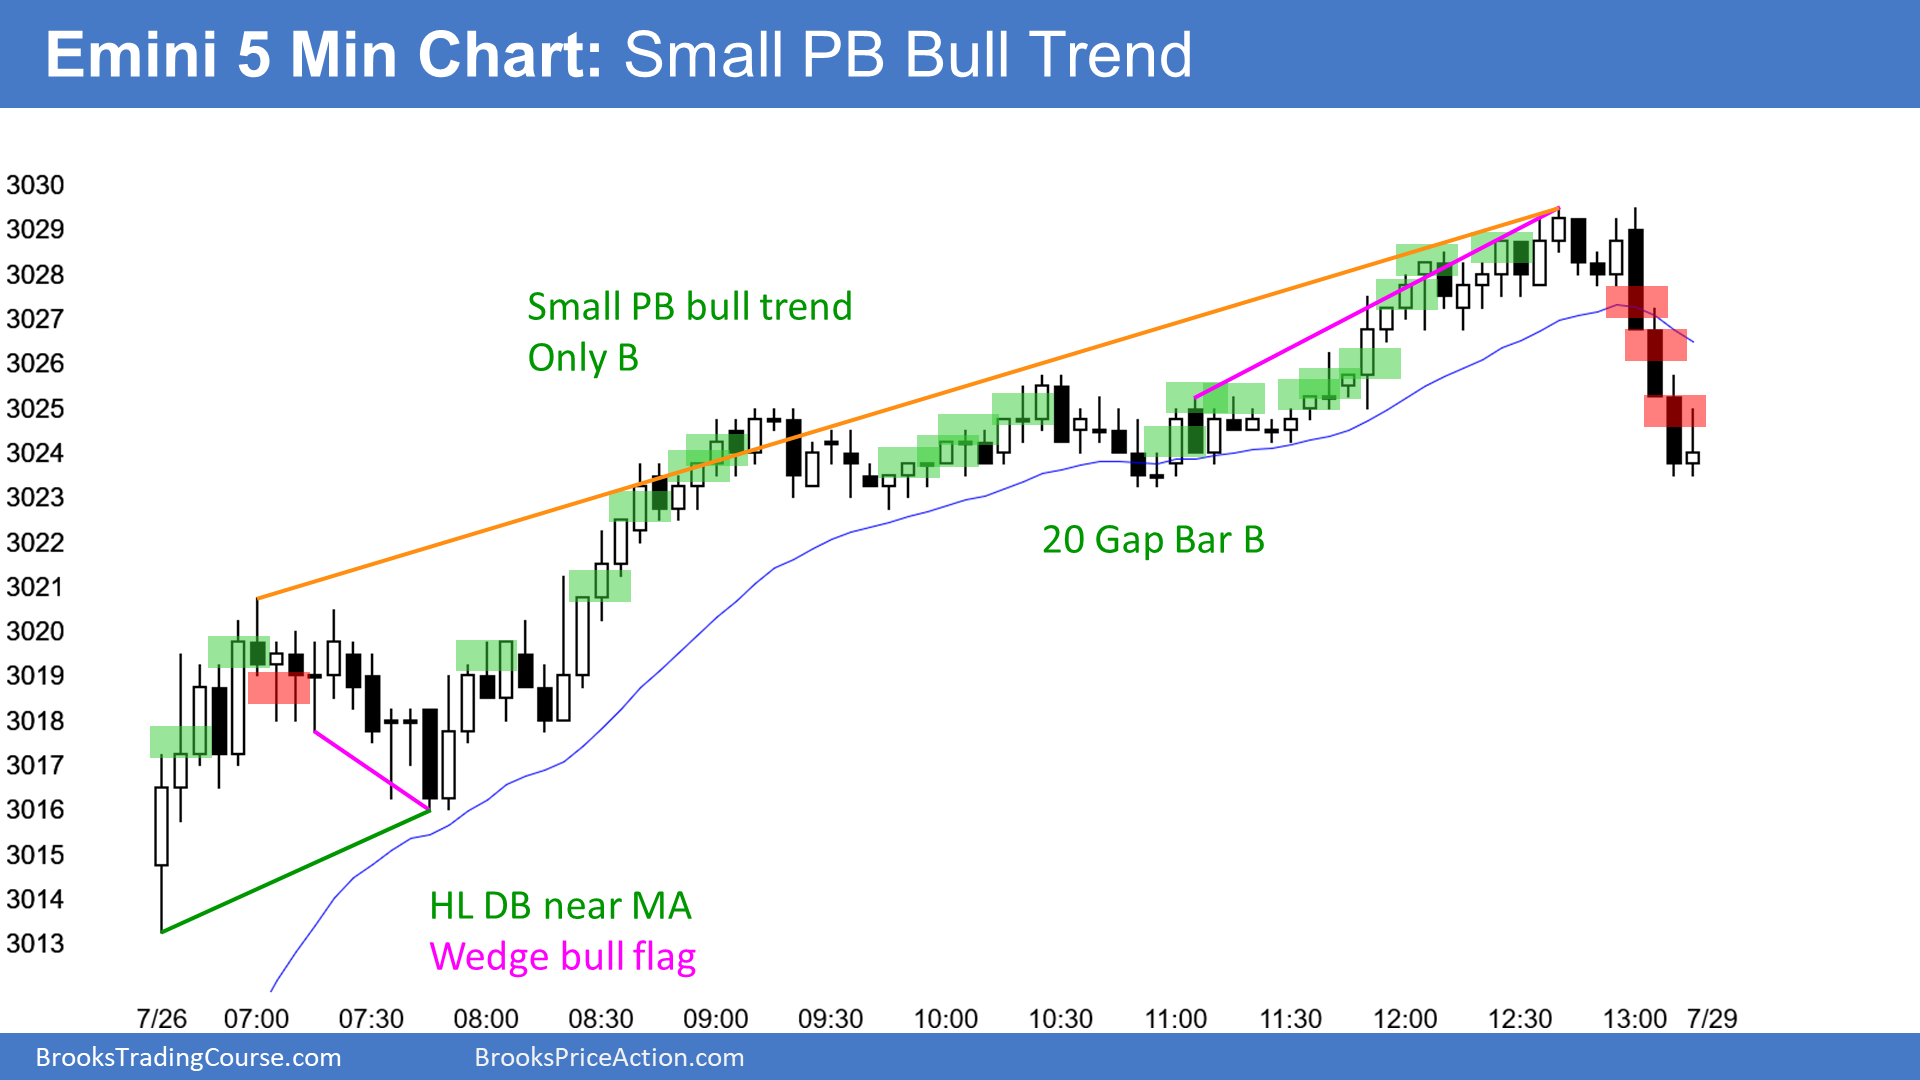 Emini 5 Min Chart: Small PB Bull Trend
3030
3029
3028
3027
3026
3025
3024
3023
3022
3021
3020
3019
3018
3017
3016
3015
3014
3013
Small PB bull trend
Only B
20 Gap Bar B
HL DB near MA
Wedge bull flag
7/26 07:00 07:30 08:00 08:30 09:00 09:30 10:00 10:30 11:00 11:30 12:00 12:30 13:00 7/29
BrooksTradingCourse.com BrooksPriceAction.com